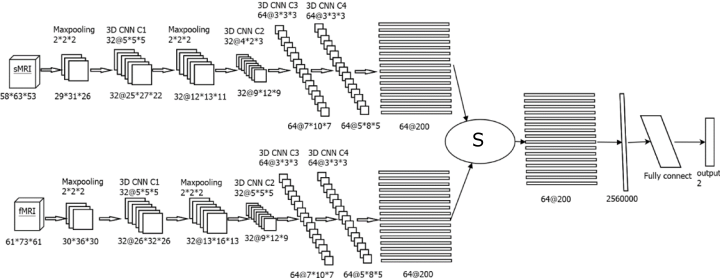 3D CNN C3
64@3*3*3
3D CNN C4
64@3*3*3
Maxpooling
2*2*2
3D CNN C1
32@5*5*5
Maxpooling
2*2*2
3D CNN C2
32@4*2*3
sMRI
58*63*53
29*31*26
32@25*27*22
32@12*13*11
32@9*12*9
64@7*10*7
64@5*8*5
64@200
S
64@200
2560000
Fully connect
output
2
3D CNN C3
64@3*3*3
3D CNN C4
64@3*3*3
Maxpooling
2*2*2
3D CNN C1
32@5*5*5
Maxpooling
2*2*2
3D CNN C2
32@5*5*5
fMRI
61*73*61
30*36*30
32@26*32*26
32@13*16*13
32@9*12*9
64@7*10*7
64@5*8*5
64@200